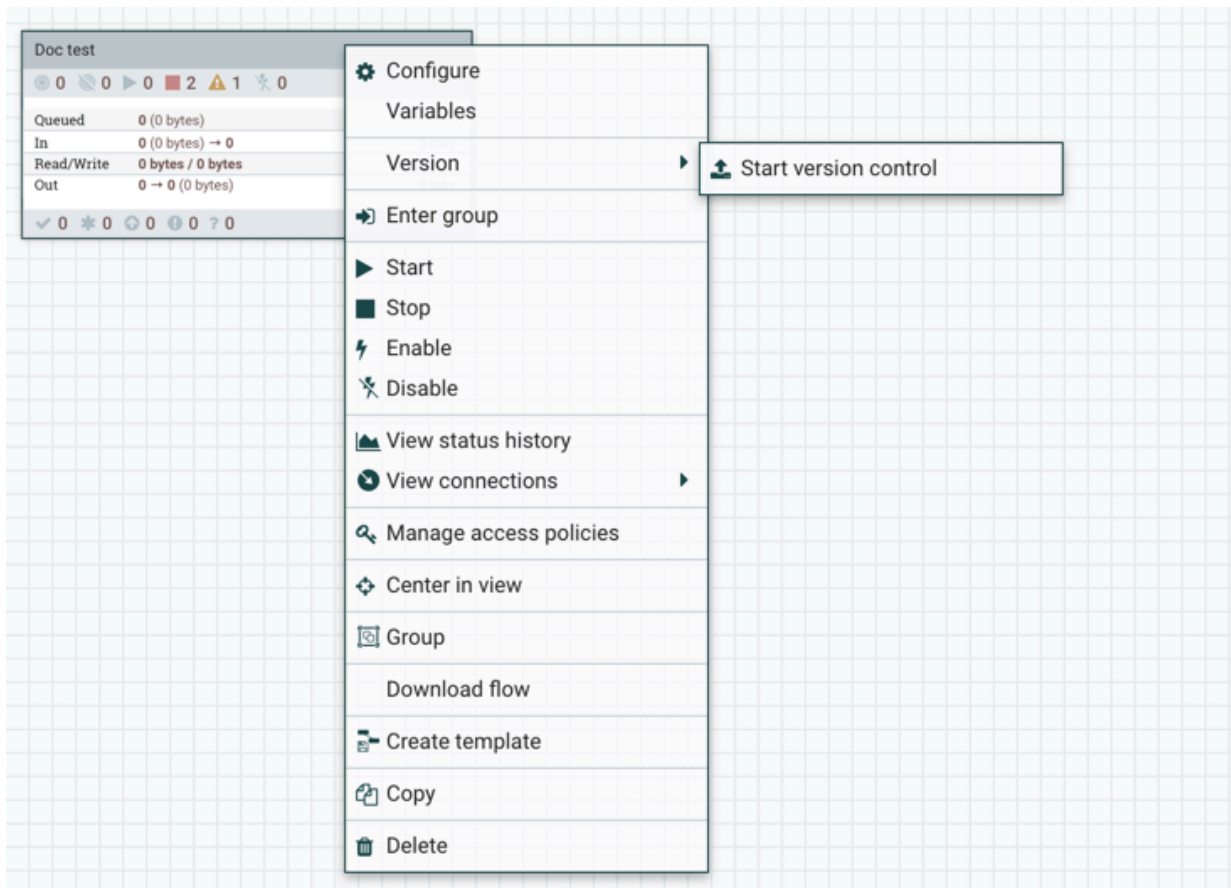 Doc test
0 0 0 2 1 0
Queued 0 (0 bytes)
In 0 (0 bytes) → 0
Read/Write 0 bytes / 0 bytes
Out 0 → 0 (0 bytes)
0 0 0 0 ? 0
Configure
Variables
Version
Start version control
Enter group
Start
Stop
Enable
Disable
View status history
View connections
Manage access policies
Center in view
Group
Download flow
Create template
Copy
Delete